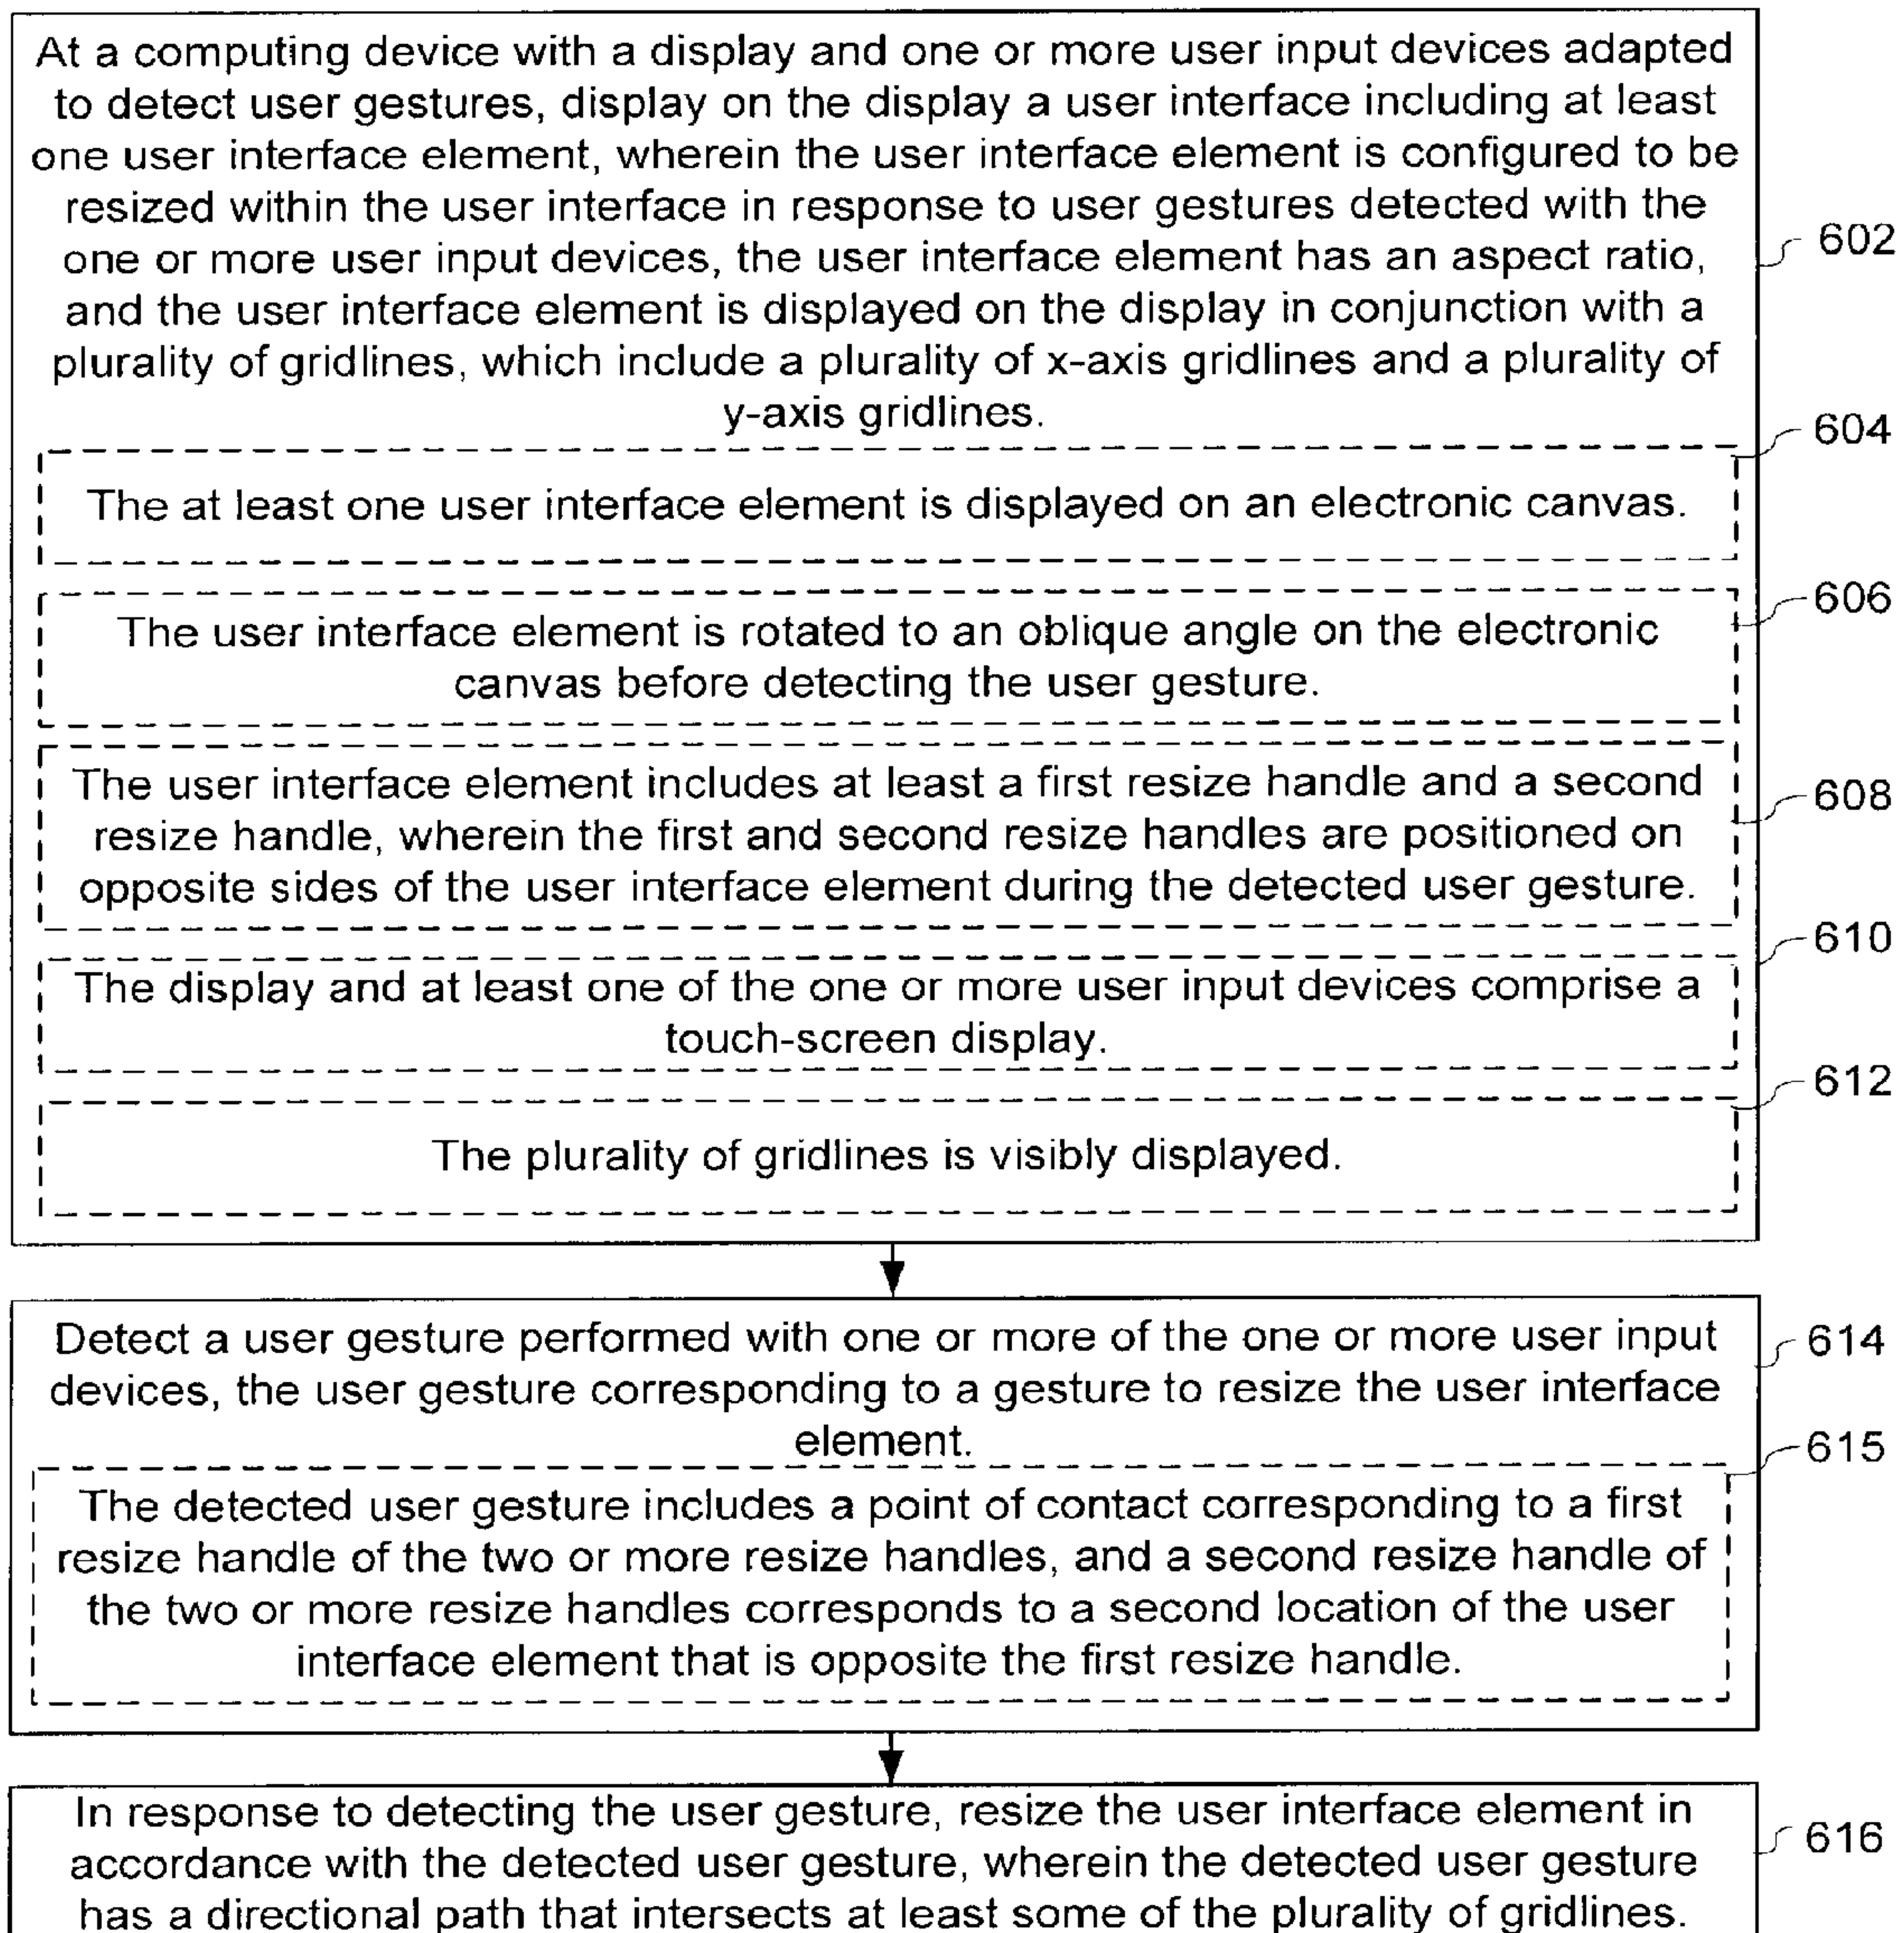 At a computing device with a display and one or more user input devices adapted
to detect user gestures, display on the display a user interface including at least
one user interface element, wherein the user interface element is configured to be
resized within the user interface in response to user gestures detected with the
one or more user input devices, the user interface element has an aspect ratio,
and the user interface element is displayed on the display in conjunction with a
plurality of gridlines, which include a plurality of x-axis gridlines and a plurality of
y-axis gridlines.
602
604
The at least one user interface element is displayed on an electronic canvas.
606
The user interface element is rotated to an oblique angle on the electronic
canvas before detecting the user gesture.
The user interface element includes at least a first resize handle and a second
resize handle, wherein the first and second resize handles are positioned on
opposite sides of the user interface element during the detected user gesture.
608
610
The display and at least one of the one or more user input devices comprise a
touch-screen display.
612
The plurality of gridlines is visibly displayed.
Detect a user gesture performed with one or more of the one or more user input
devices, the user gesture corresponding to a gesture to resize the user interface
element.
614
615
The detected user gesture includes a point of contact corresponding to a first
resize handle of the two or more resize handles, and a second resize handle of
the two or more resize handles corresponds to a second location of the user
interface element that is opposite the first resize handle.
In response to detecting the user gesture, resize the user interface element in
accordance with the detected user gesture, wherein the detected user gesture
has a directional path that intersects at least some of the plurality of gridlines.
616